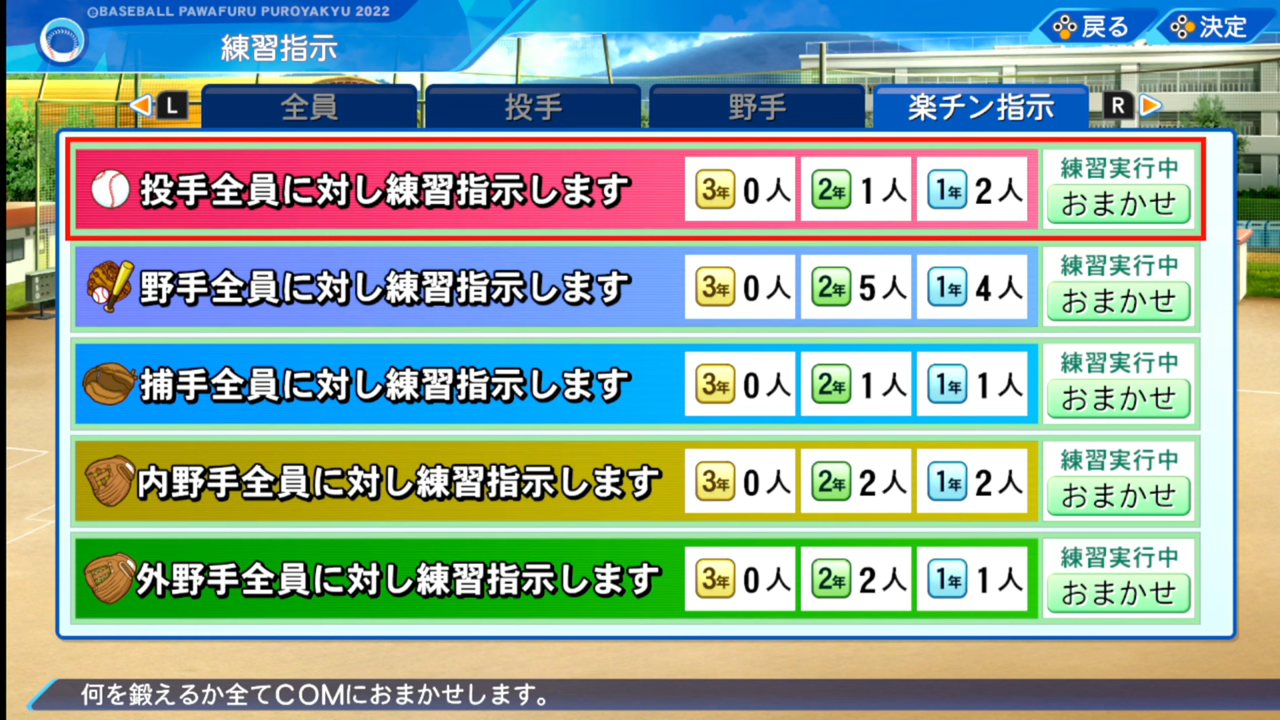 ©BASEBALL PAWAFURU PUROYAKYU 2022
練習指示
戻る
決定
L 全員 投手 野手 楽チン指示 R
投手全員に対し練習指示します 3年 0人 2年 1人 1年 2人 練習実行中 おまかせ
野手全員に対し練習指示します 3年 0人 2年 5人 1年 4人 練習実行中 おまかせ
捕手全員に対し練習指示します 3年 0人 2年 1人 1年 1人 練習実行中 おまかせ
内野手全員に対し練習指示します 3年 0人 2年 2人 1年 2人 練習実行中 おまかせ
外野手全員に対し練習指示します 3年 0人 2年 2人 1年 1人 練習実行中 おまかせ
何を鍛えるか全てCOMにおまかせします。